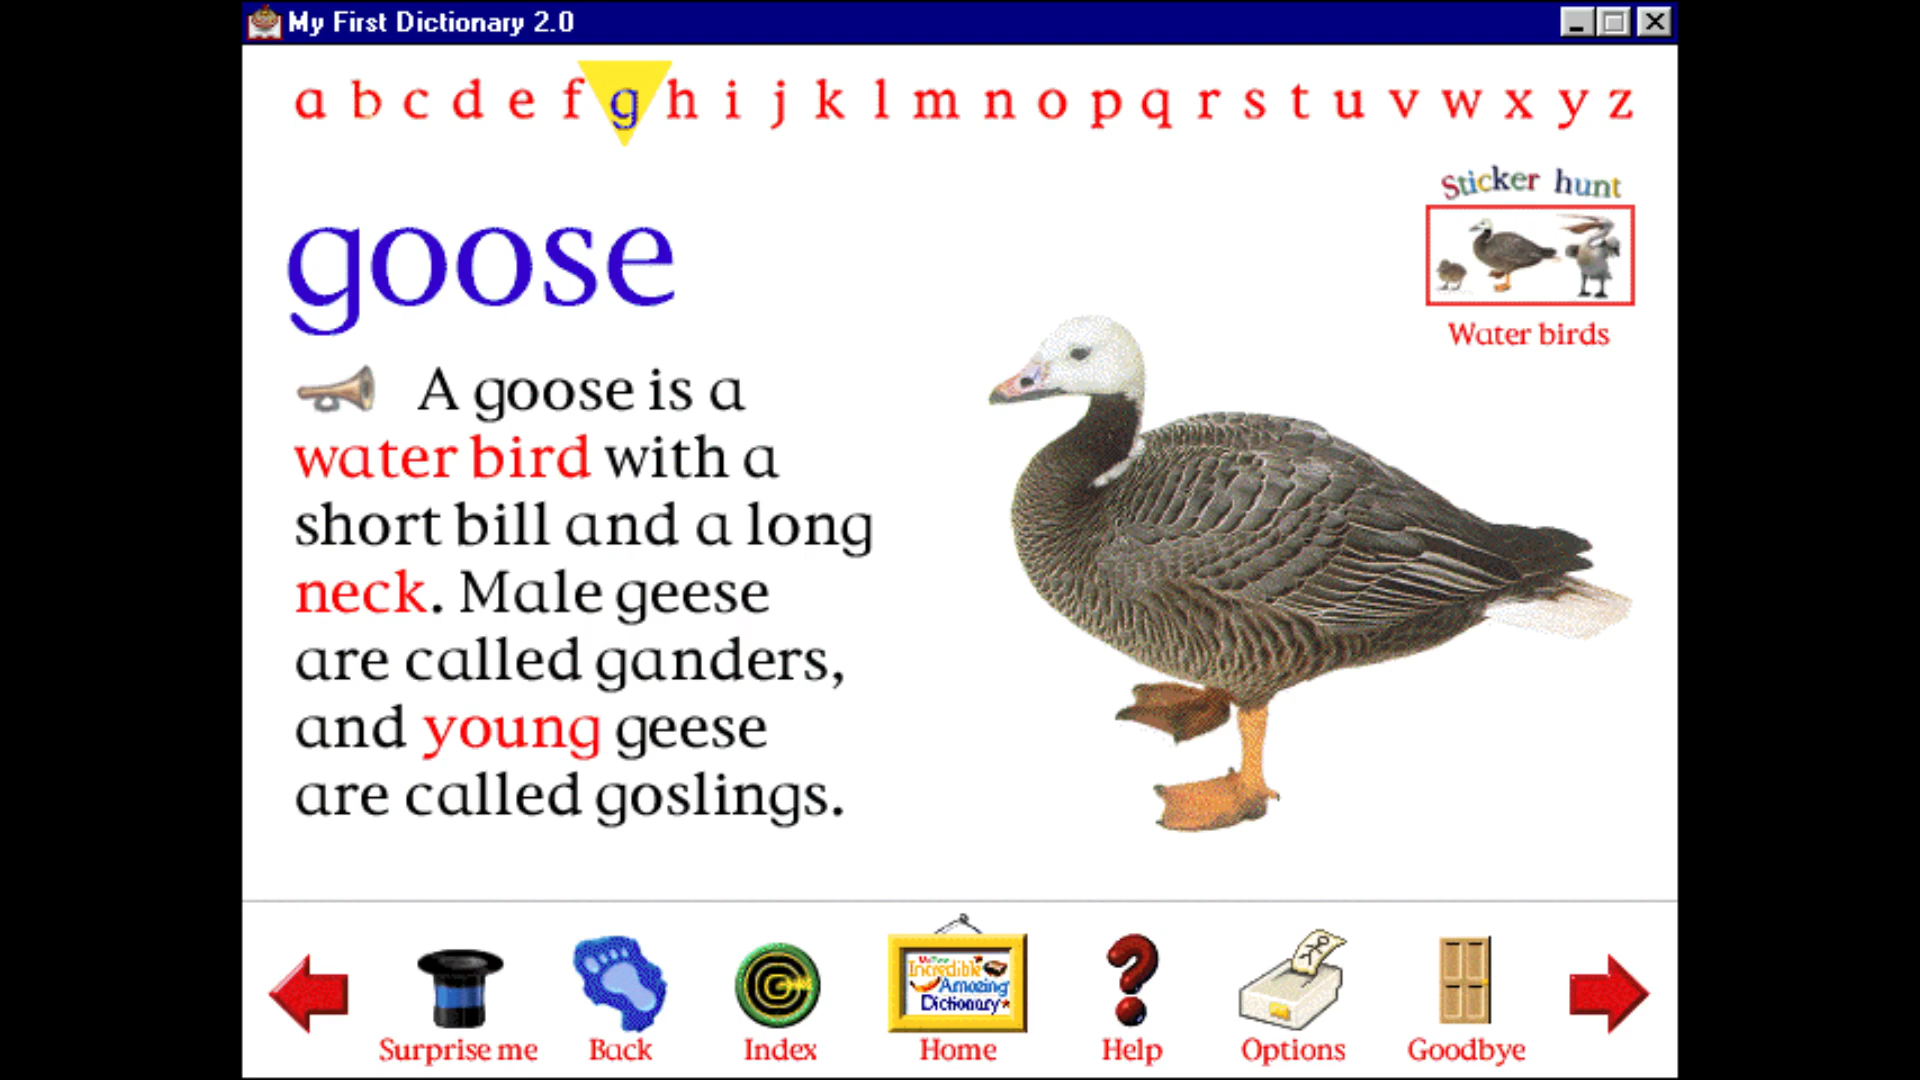 My First Dictionary 2.0
a b c d e f g h i j k l m n o p q r s t u v w x y z
Sticker hunt
Water birds
goose
A goose is a
water bird with a
short bill and a long
neck. Male geese
are called ganders,
and young geese
are called goslings.
My First
Incredible
Amazing
Dictionary
Surprise me
Back
Index
Home
Help
Options
Goodbye